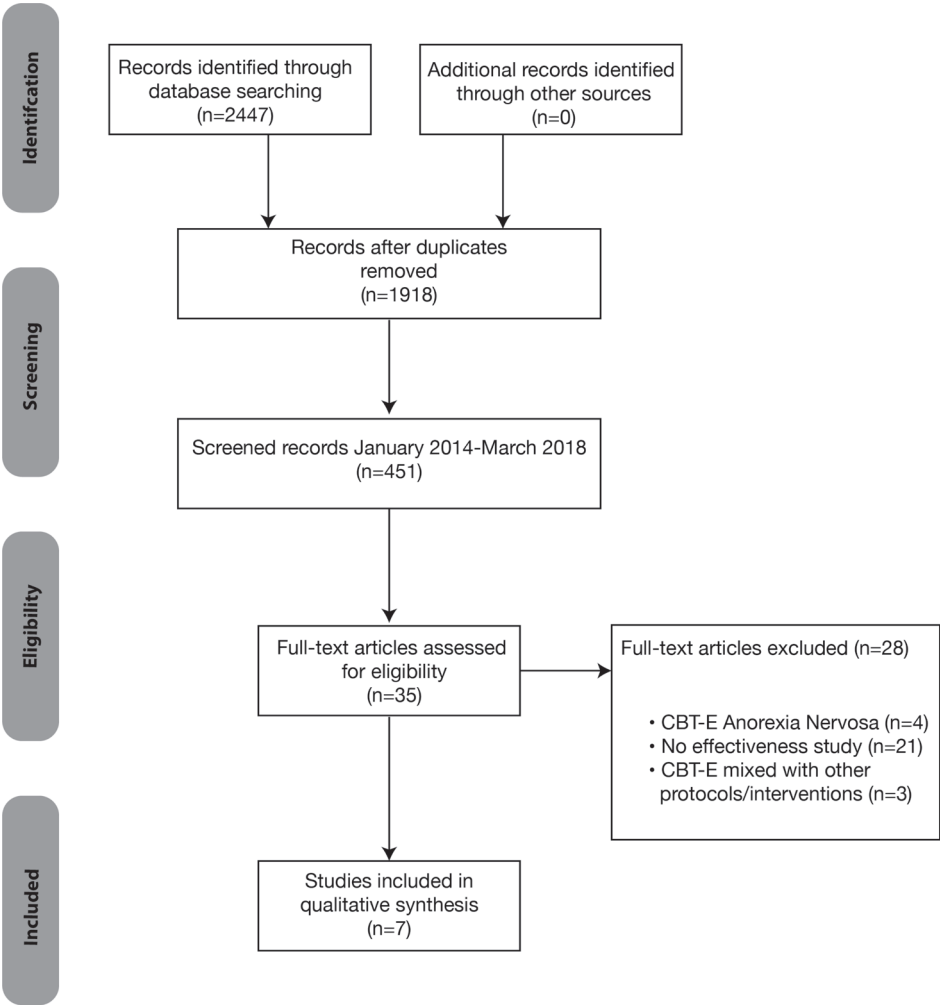 Identifcation
Records identified through
database searching
(n=2447)
Additional records identified
through other sources
(n=0)
Records after duplicates
removed
(n=1918)
Screening
Screened records January 2014-March 2018
(n=451)
Eligibility
Full-text articles assessed
for eligibility
(n=35)
Full-text articles excluded (n=28)
• CBT-E Anorexia Nervosa (n=4)
• No effectiveness study (n=21)
• CBT-E mixed with other
protocols/interventions (n=3)
Included
Studies included in
qualitative synthesis
(n=7)